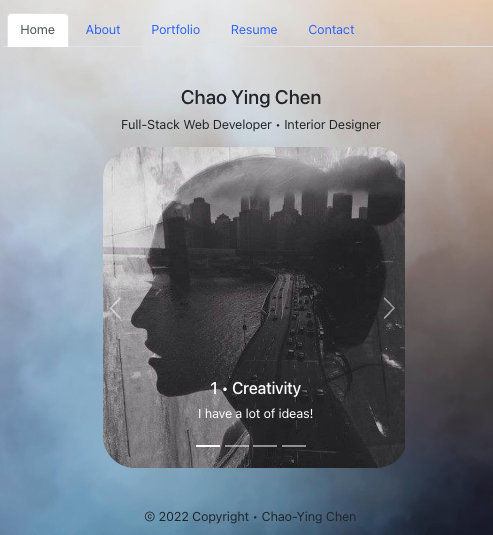 Home About Portfolio Resume Contact
Chao Ying Chen
Full-Stack Web Developer • Interior Designer
1 • Creativity
I have a lot of ideas!
© 2022 Copyright • Chao-Ying Chen